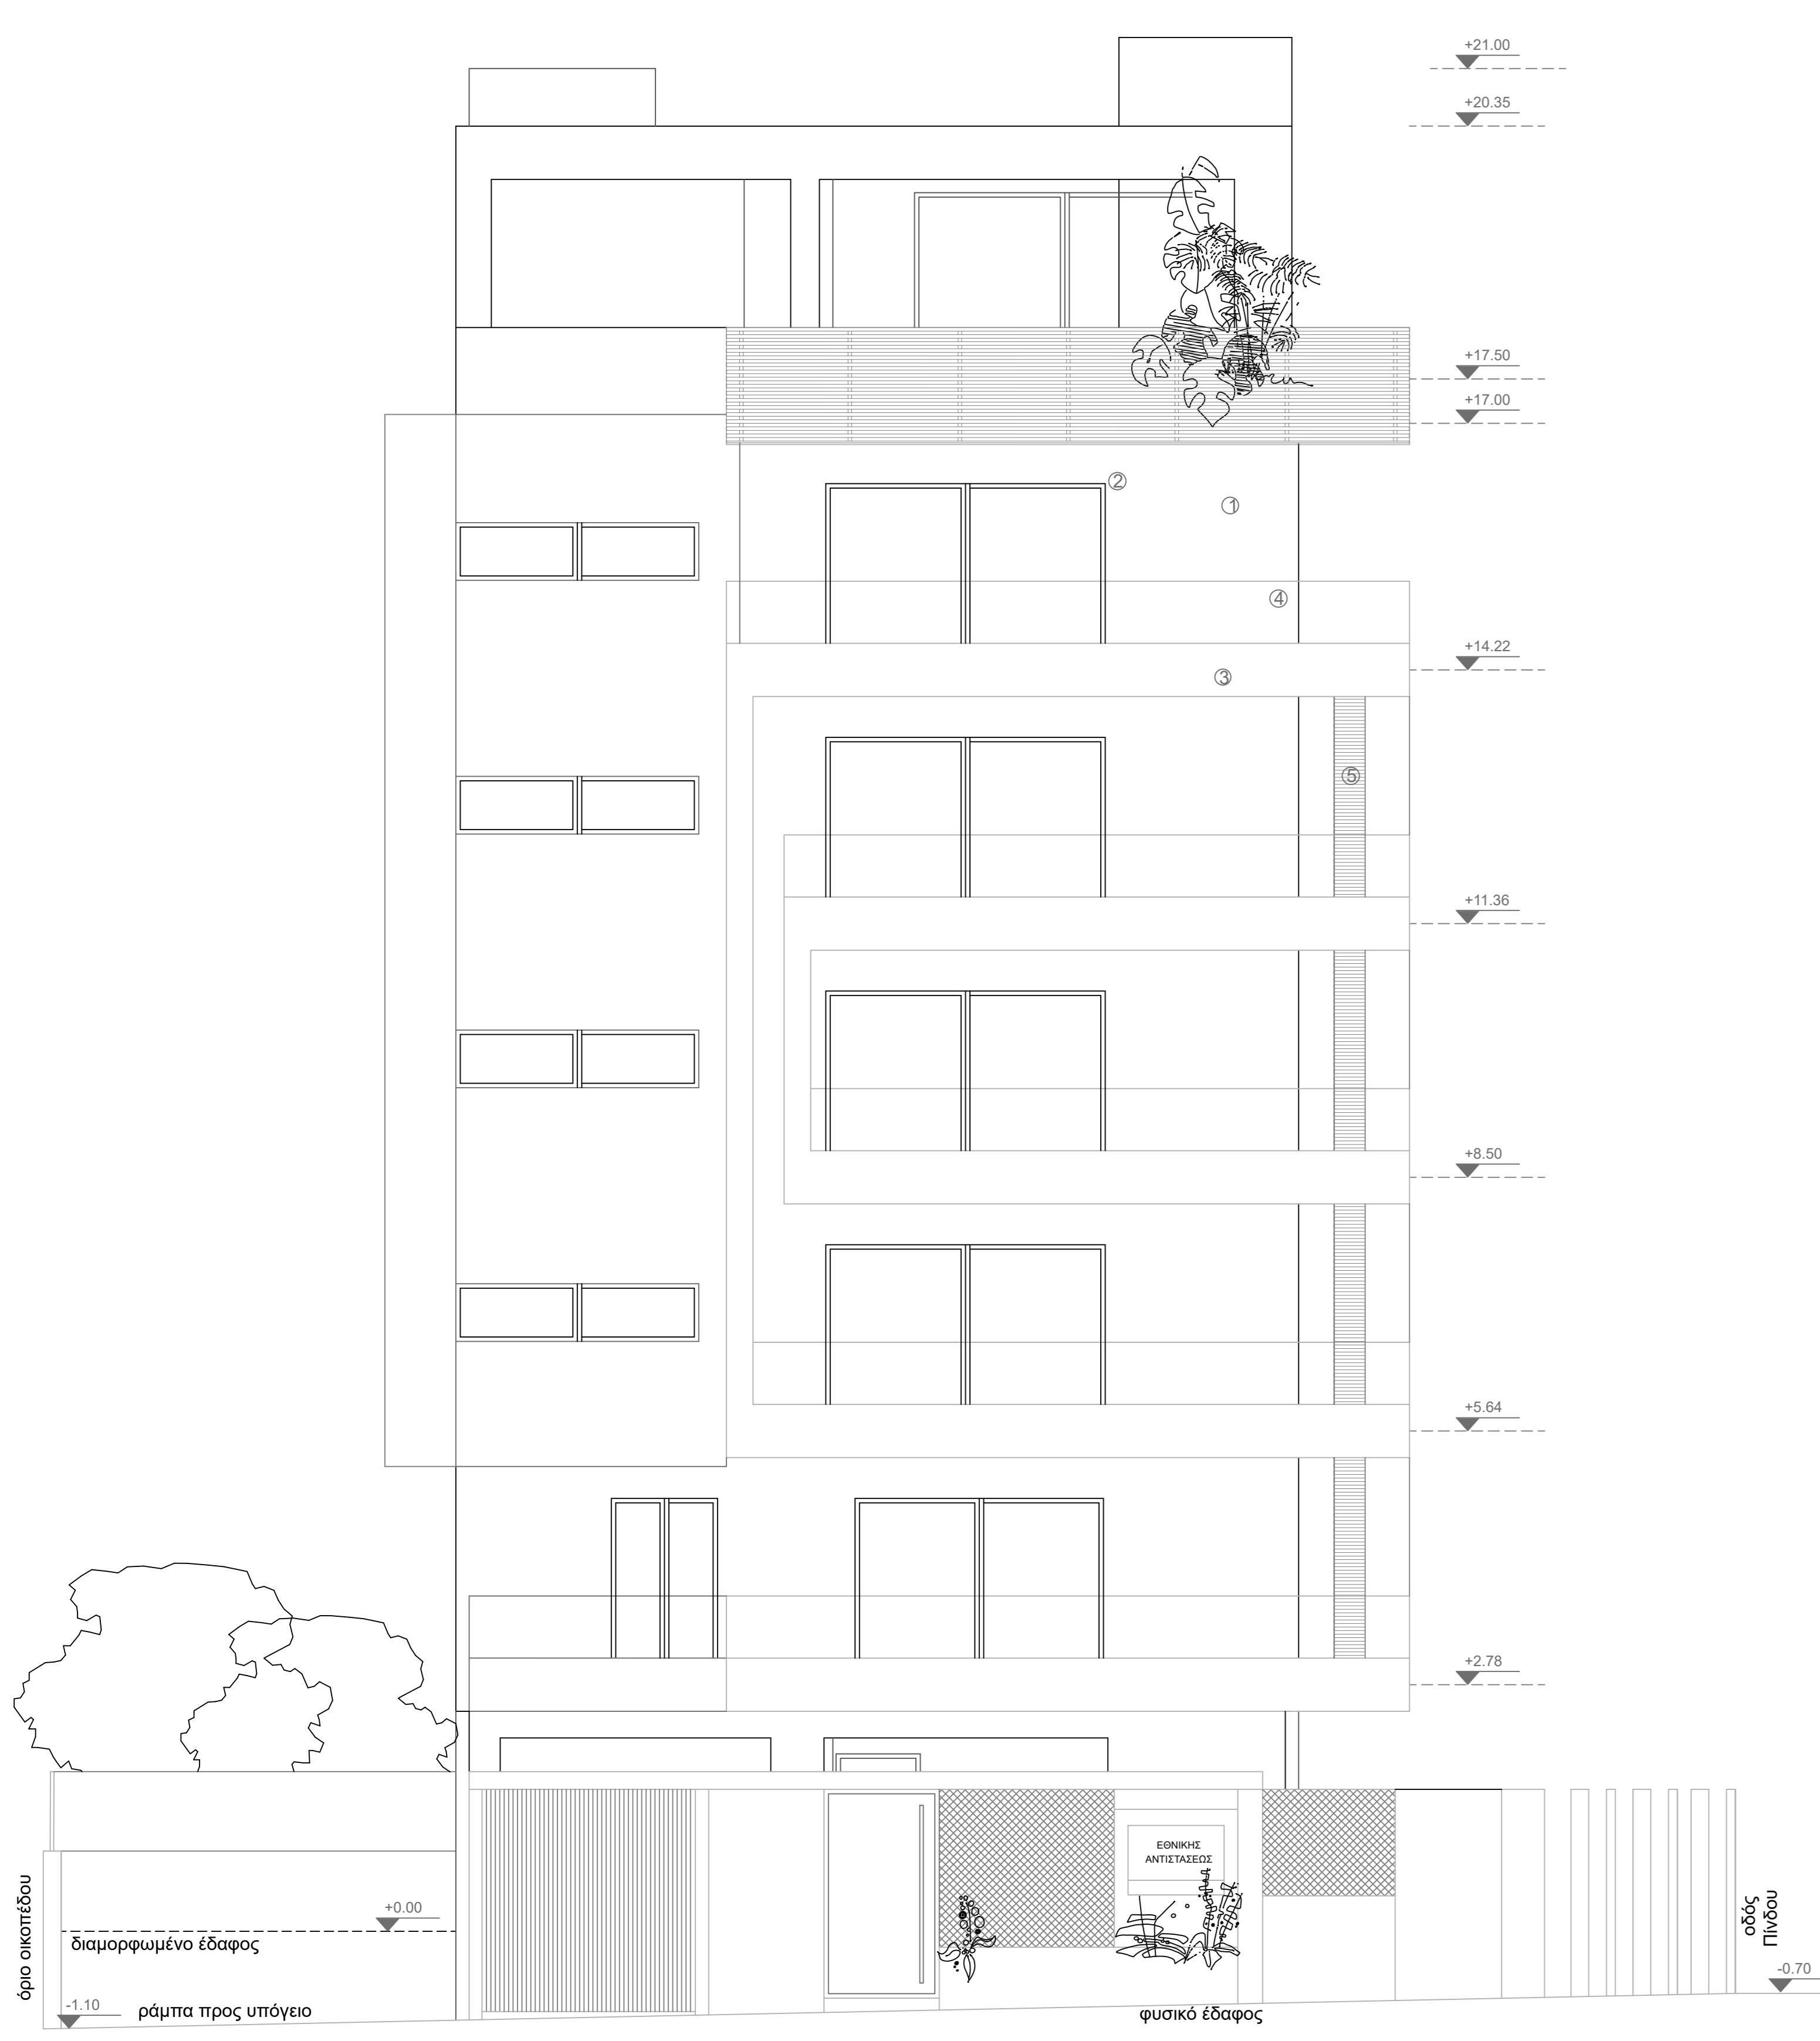 +21.00
+20.35
+17.50
+17.00
2
1
4
+14.22
3
5
+11.36
+8.50
+5.64
+2.78
ΕΘΝΙΚΗΣ
ΑΝΤΙΣΤΑΣΕΩΣ
όριο οικοπέδου
+0.00
διαμορφωμένο έδαφος
οδός
Πίνδου
-0.70
-1.10
ράμπα προς υπόγειο
φυσικό έδαφος